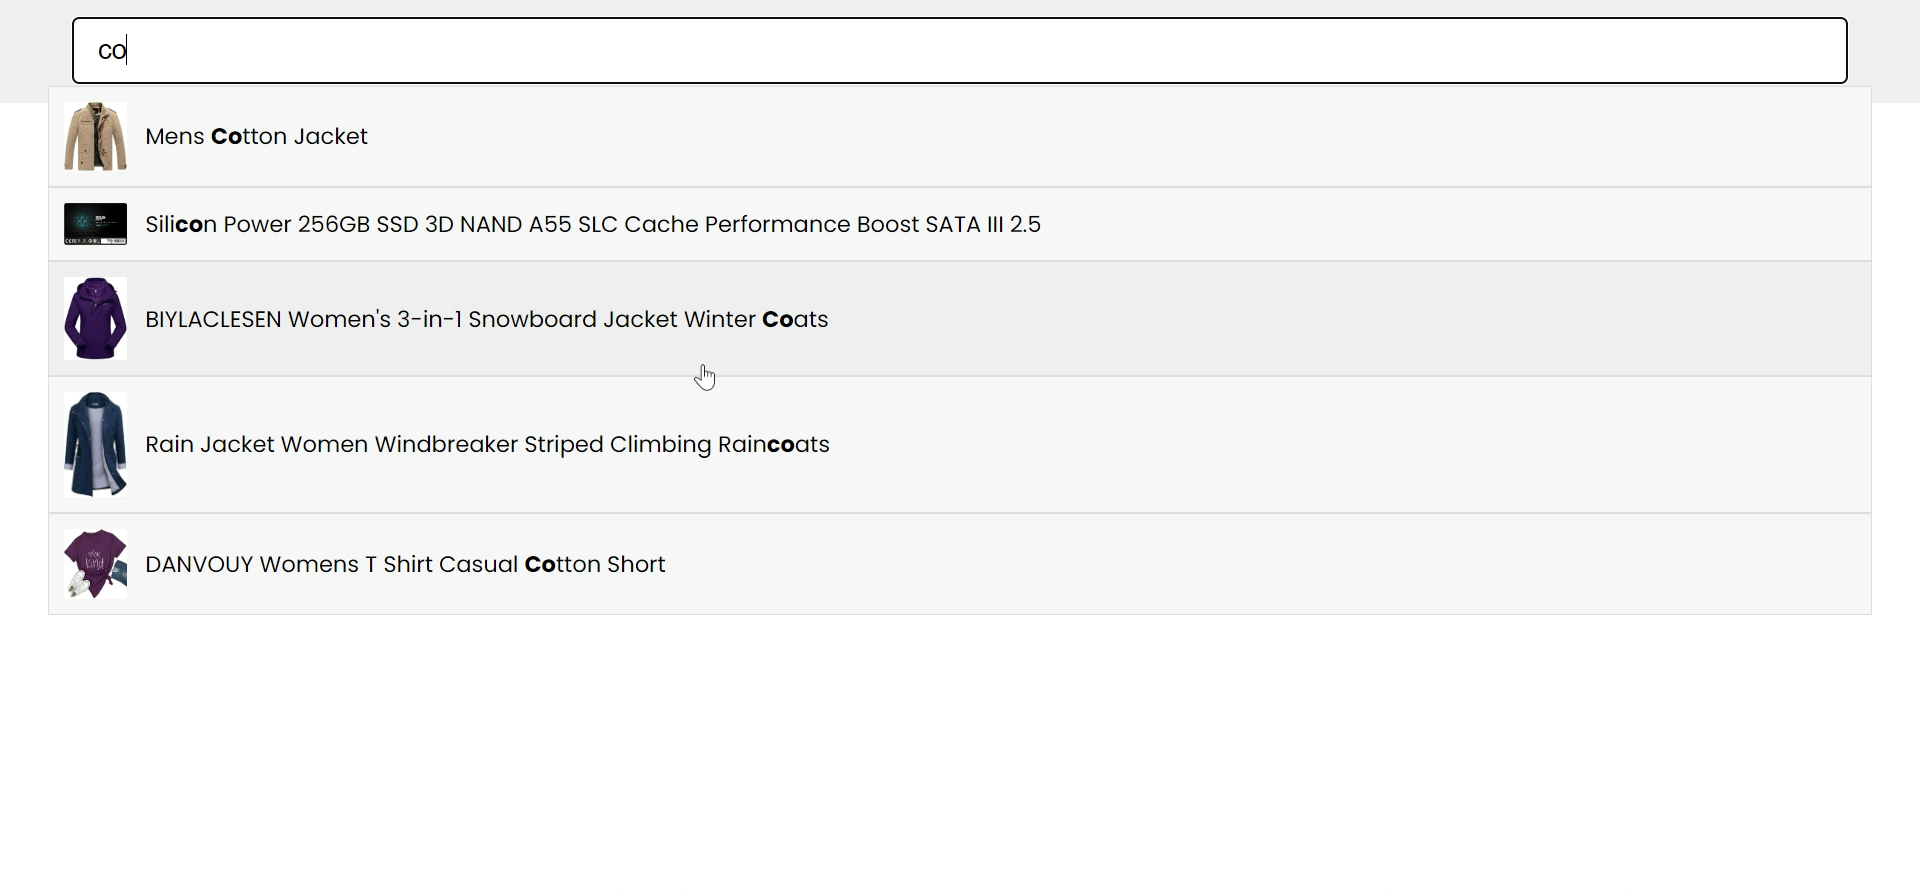 co
Mens Cotton Jacket
Silicon Power 256GB SSD 3D NAND A55 SLC Cache Performance Boost SATA III 2.5
BIYLACLESEN Women's 3-in-1 Snowboard Jacket Winter Coats
Rain Jacket Women Windbreaker Striped Climbing Raincoats
DANVOUY Womens T Shirt Casual Cotton Short
kind